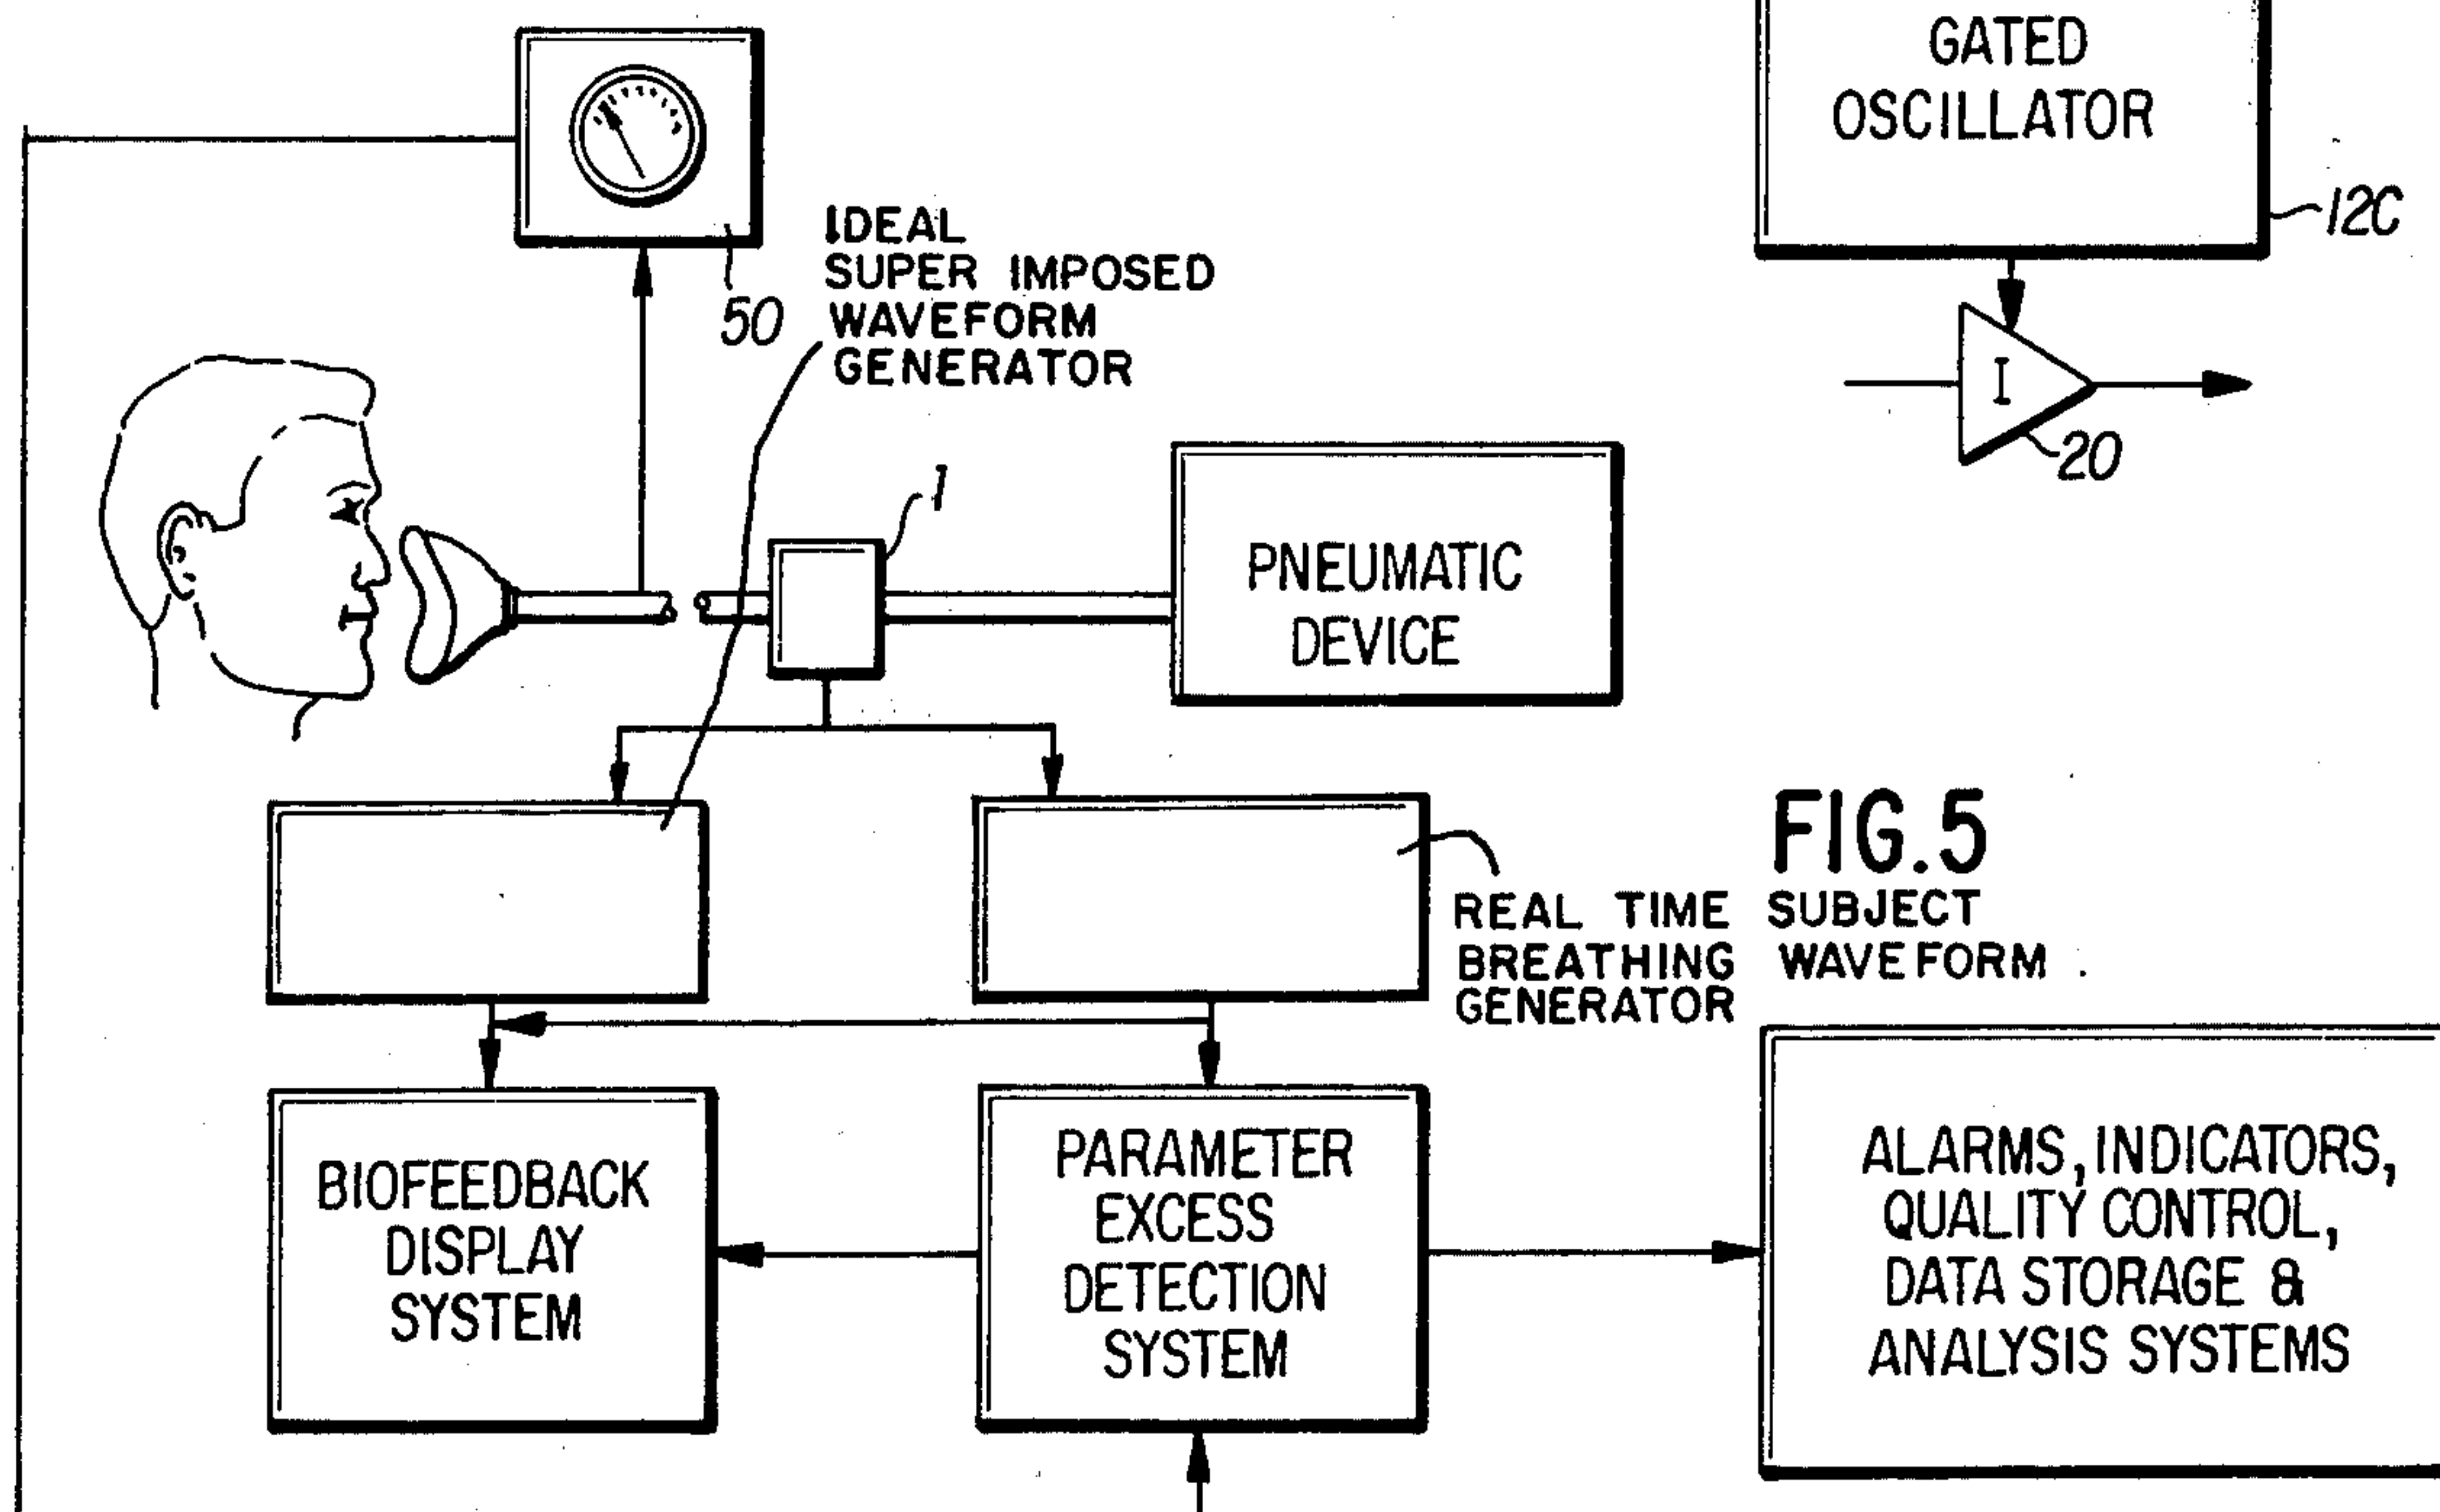 GATED
OSCILLATOR
12C
IDEAL
SUPER IMPOSED
WAVEFORM
GENERATOR
50
I
20
1
PNEUMATIC
DEVICE
FIG.5
REAL TIME SUBJECT
BREATHING WAVEFORM
GENERATOR
BIOFEEDBACK
DISPLAY
SYSTEM
PARAMETER
EXCESS
DETECTION
SYSTEM
ALARMS, INDICATORS,
QUALITY CONTROL,
DATA STORAGE &
ANALYSIS SYSTEMS